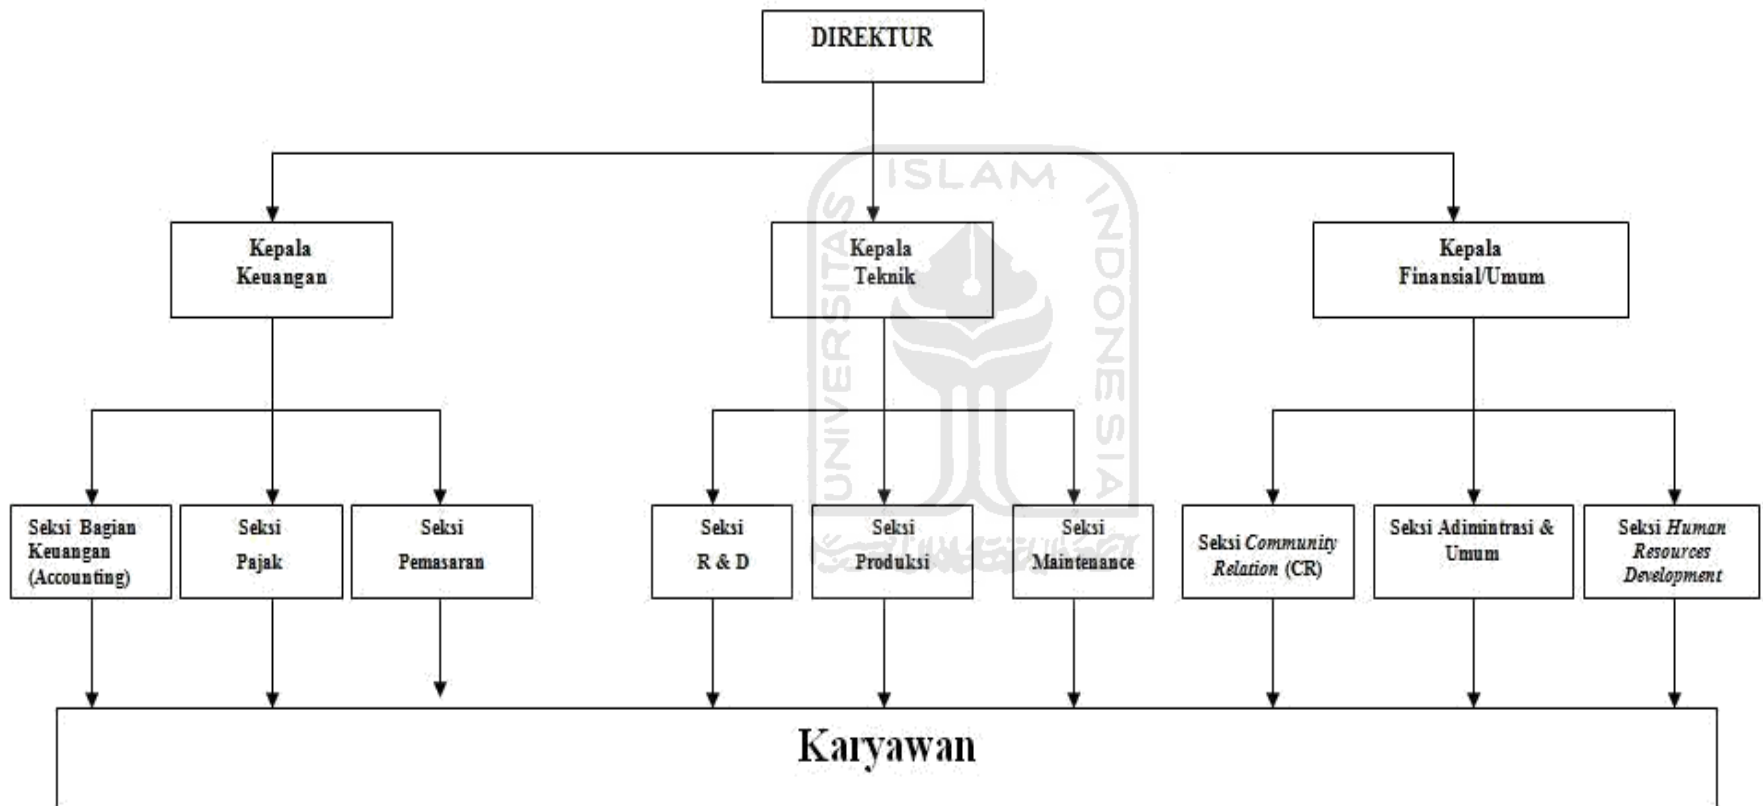 DIREKTUR
ISLAM
UNIVERSITAS
INDONESIA
Kepala
Keuangan
Kepala
Teknik
Kepala
Finansial/Umum
Seksi Bagian
Keuangan
(Accounting)
Seksi
Pajak
Seksi
Pemasaran
Seksi
R & D
Seksi
Produksi
Seksi
Maintenance
Seksi Community
Relation (CR)
Seksi Adimintrasi &
Umum
Seksi Human
Resources
Development
Karyawan